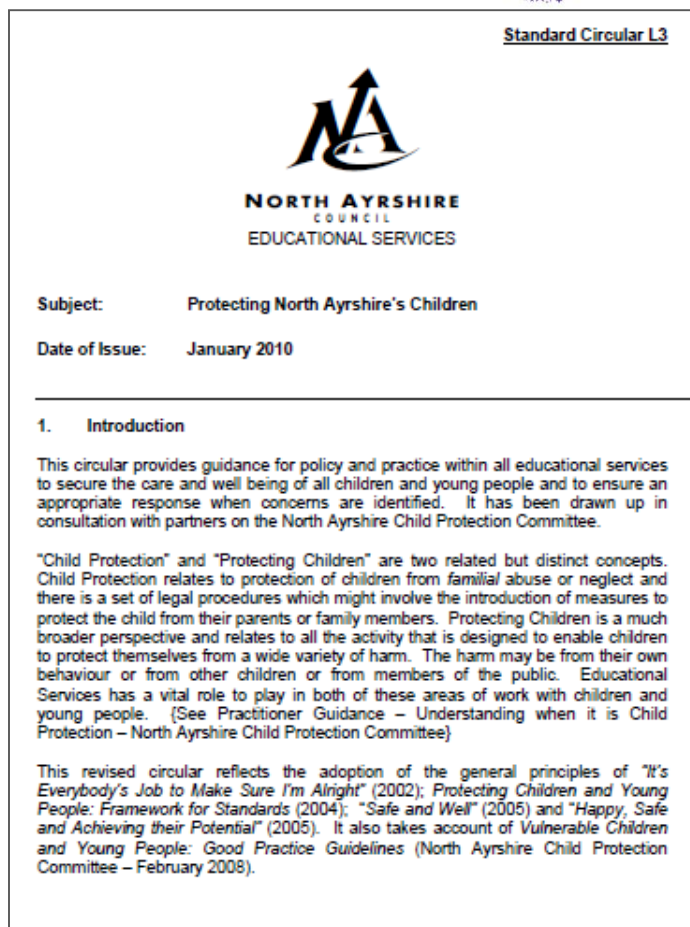 Standard Circular L3
NA
NORTH AYRSHIRE
COUNCIL
EDUCATIONAL SERVICES
Subject: Protecting North Ayrshire's Children
Date of Issue: January 2010
1. Introduction
This circular provides guidance for policy and practice within all educational services
to secure the care and well being of all children and young people and to ensure an
appropriate response when concerns are identified. It has been drawn up in
consultation with partners on the North Ayrshire Child Protection Committee.
"Child Protection" and "Protecting Children" are two related but distinct concepts.
Child Protection relates to protection of children from familial abuse or neglect and
there is a set of legal procedures which might involve the introduction of measures to
protect the child from their parents or family members. Protecting Children is a much
broader perspective and relates to all the activity that is designed to enable children
to protect themselves from a wide variety of harm. The harm may be from their own
behaviour or from other children or from members of the public. Educational
Services has a vital role to play in both of these areas of work with children and
young people. {See Practitioner Guidance – Understanding when it is Child
Protection – North Ayrshire Child Protection Committee}
This revised circular reflects the adoption of the general principles of "It's
Everybody's Job to Make Sure I'm Alright" (2002); Protecting Children and Young
People: Framework for Standards (2004); "Safe and Well" (2005) and "Happy, Safe
and Achieving their Potential" (2005). It also takes account of Vulnerable Children
and Young People: Good Practice Guidelines (North Ayrshire Child Protection
Committee – February 2008).